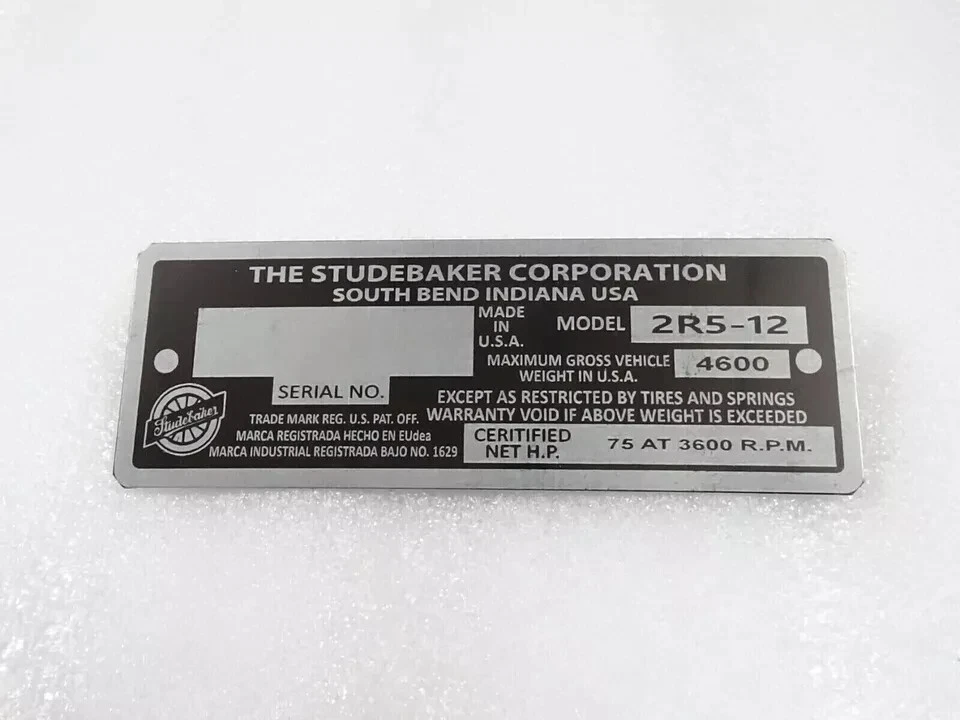 THE STUDEBAKER CORPORATION
SOUTH BEND INDIANA USA
MADE
IN
U.S.A.
MODEL 2R5-12
MAXIMUM GROSS VEHICLE
WEIGHT IN U.S.A. 4600
SERIAL NO.
EXCEPT AS RESTRICTED BY TIRES AND SPRINGS
WARRANTY VOID IF ABOVE WEIGHT IS EXCEEDED
Studebaker
TRADE MARK REG. U.S. PAT. OFF.
MARCA REGISTRADA HECHO EN EUdea
MARCA INDUSTRIAL REGISTRADA BAJO NO. 1629
CERITIFIED
NET H.P. 75 AT 3600 R.P.M.